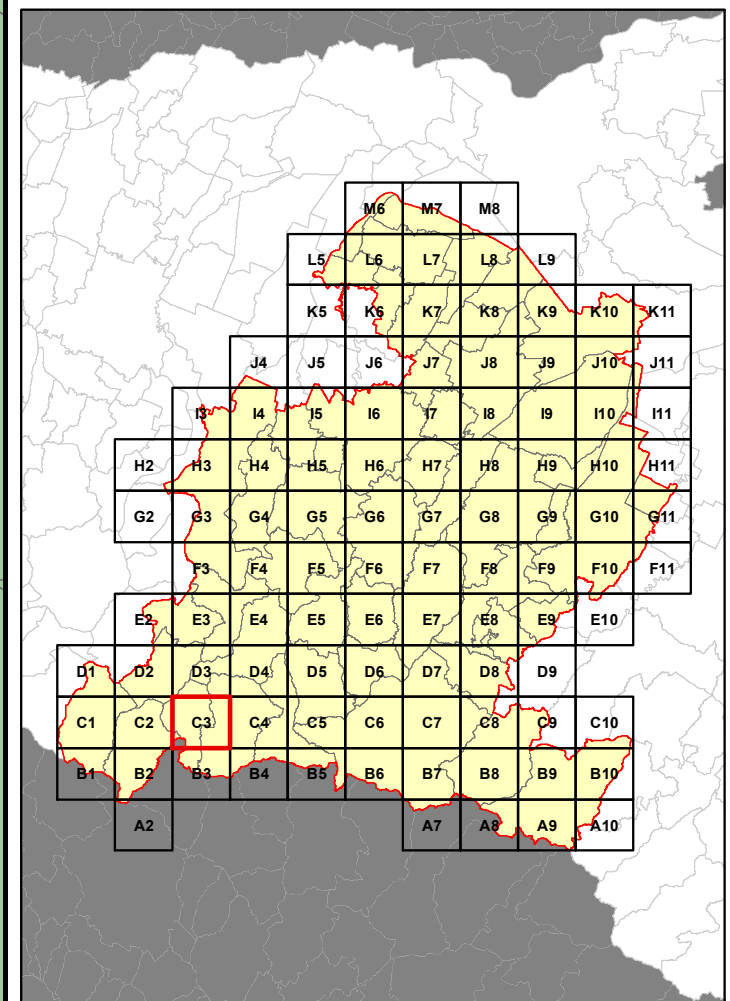 M6 M7 M8
L5 L6 L7 L8 L9
K5 K6 K7 K8 K9 K10 K11
J4 J5 J6 J7 J8 J9 J10 J11
I3 I4 I5 I6 I7 I8 I9 I10 I11
H2 H3 H4 H5 H6 H7 H8 H9 H10 H11
G2 G3 G4 G5 G6 G7 G8 G9 G10 G11
F3 F4 F5 F6 F7 F8 F9 F10 F11
E2 E3 E4 E5 E6 E7 E8 E9 E10
D1 D2 D3 D4 D5 D6 D7 D8 D9
C1 C2 C3 C4 C5 C6 C7 C8 C9 C10
B1 B2 B3 B4 B5 B6 B7 B8 B9 B10
A2 A7 A8 A9 A10